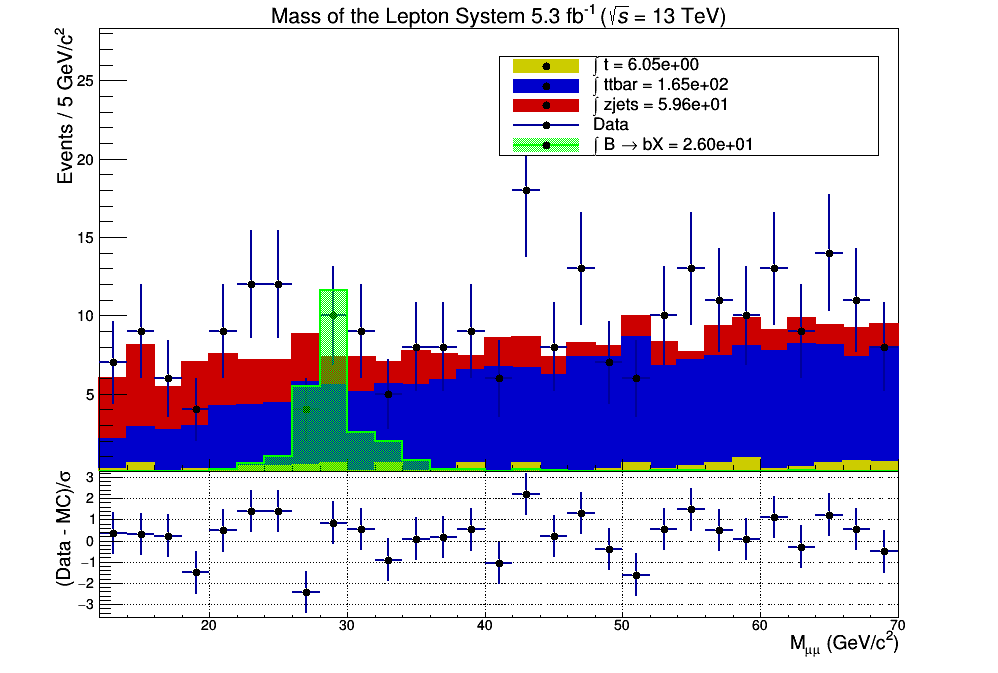 Mass of the Lepton System 5.3 fb⁻¹ (√s = 13 TeV)
Events / 5 GeV/c²
25
20
15
10
5
∫ t = 6.05e+00
∫ ttbar = 1.65e+02
∫ zjets = 5.96e+01
Data
∫ B → bX = 2.60e+01
(Data - MC)/σ
3
2
1
0
−1
−2
−3
20 30 40 50 60 70
M_μμ (GeV/c²)